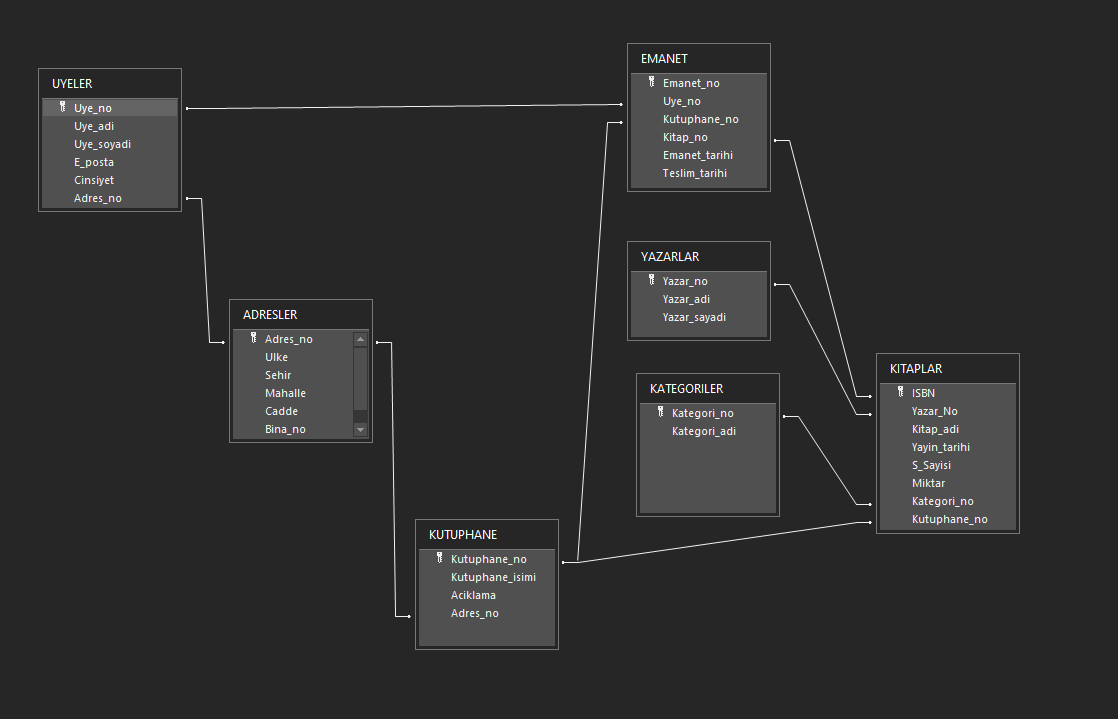 UYELER
Uye_no
Uye_adi
Uye_soyadi
E_posta
Cinsiyet
Adres_no
EMANET
Emanet_no
Uye_no
Kutuphane_no
Kitap_no
Emanet_tarihi
Teslim_tarihi
YAZARLAR
Yazar_no
Yazar_adi
Yazar_sayadi
ADRESLER
Adres_no
Ulke
Sehir
Mahalle
Cadde
Bina_no
KATEGORILER
Kategori_no
Kategori_adi
KITAPLAR
ISBN
Yazar_No
Kitap_adi
Yayin_tarihi
S_Sayisi
Miktar
Kategori_no
Kutuphane_no
KUTUPHANE
Kutuphane_no
Kutuphane_isimi
Aciklama
Adres_no